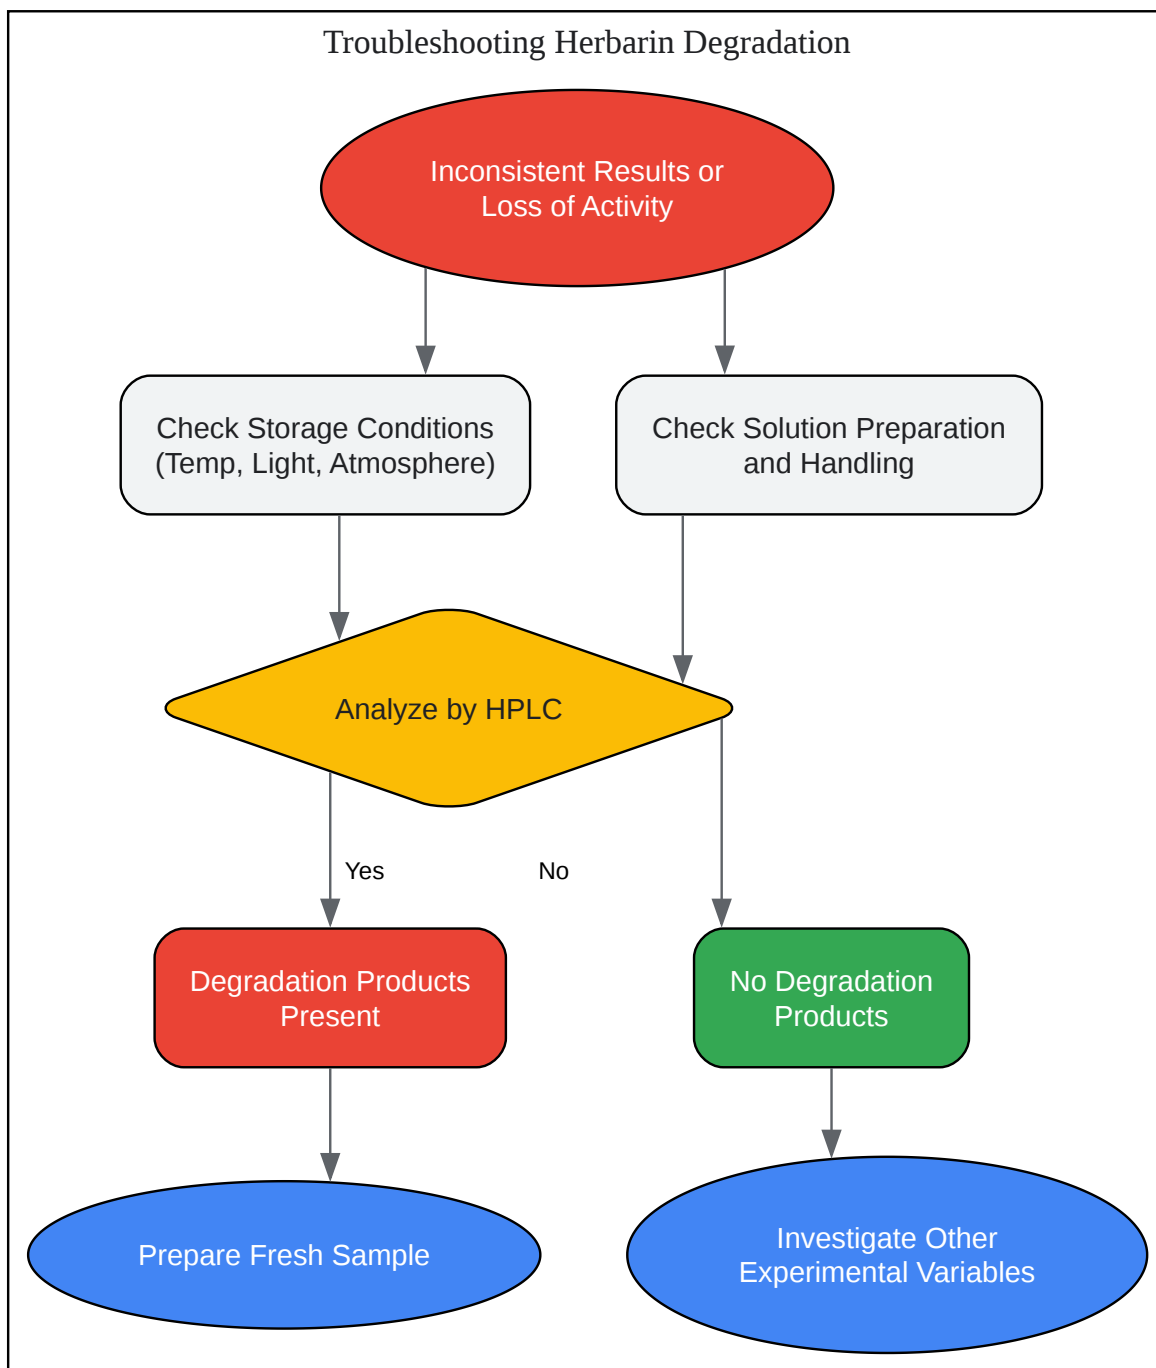 Troubleshooting Herbarin Degradation
Inconsistent Results or
Loss of Activity
Check Storage Conditions
(Temp, Light, Atmosphere)
Check Solution Preparation
and Handling
Analyze by HPLC
Yes
No
Degradation Products
Present
No Degradation
Products
Prepare Fresh Sample
Investigate Other
Experimental Variables